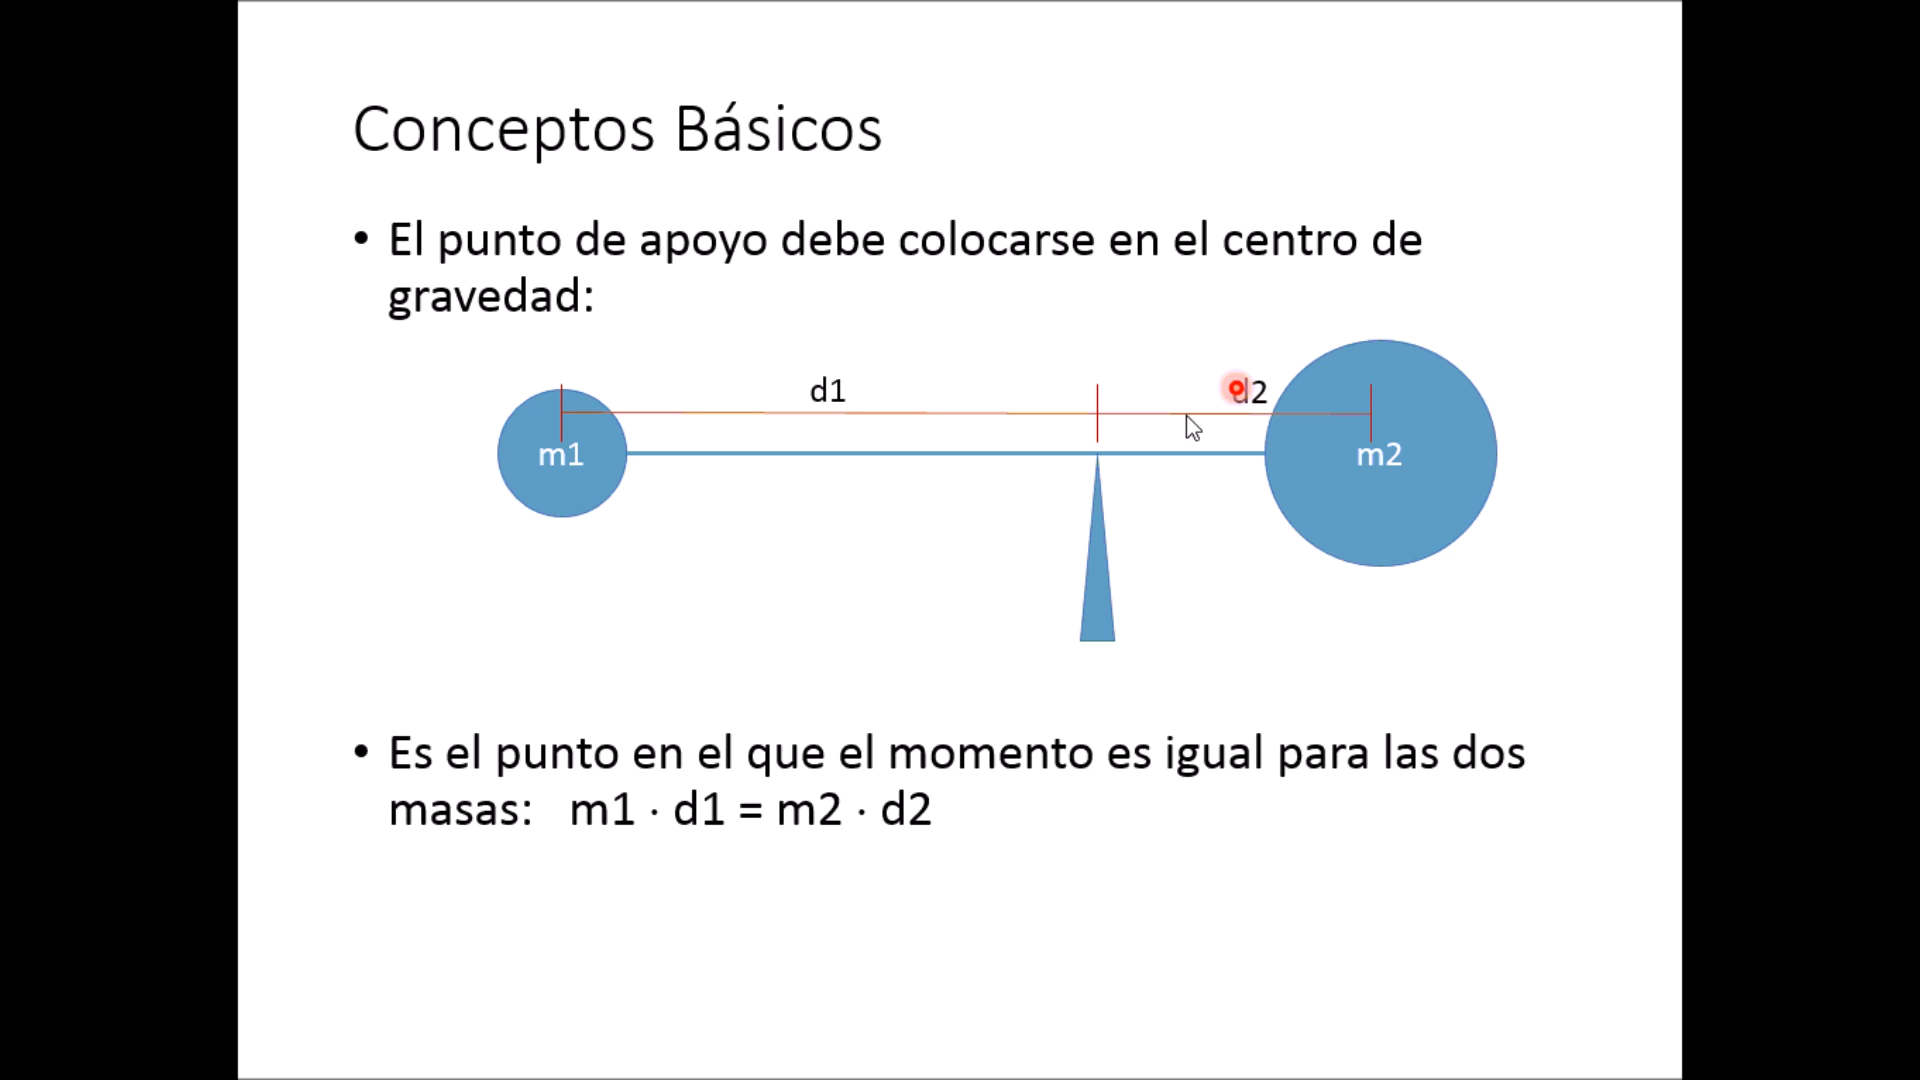 Conceptos Básicos
• El punto de apoyo debe colocarse en el centro de
gravedad:
d1
d2
m1
m2
• Es el punto en el que el momento es igual para las dos
masas: m1 · d1 = m2 · d2